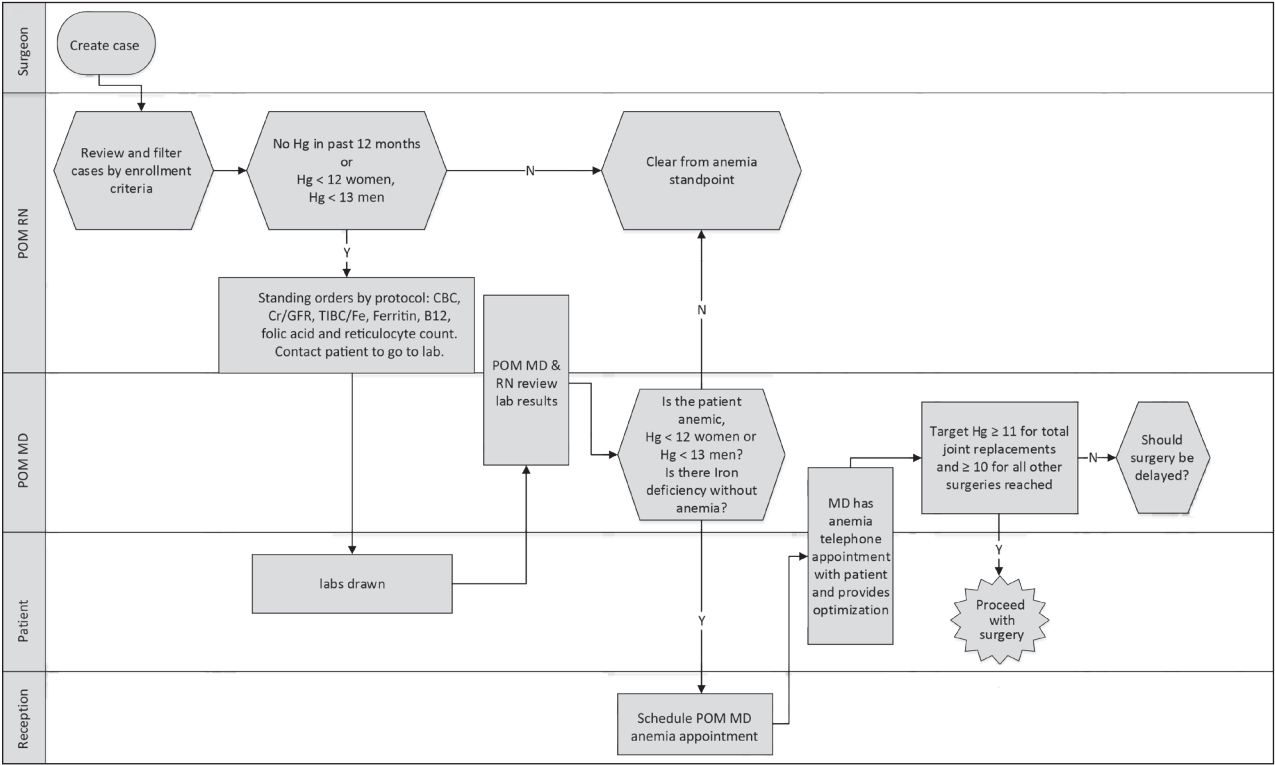 Surgeon
Create case
POM RN
Review and filter
cases by enrollment
criteria
No Hg in past 12 months
or
Hg < 12 women,
Hg < 13 men
N
Clear from anemia
standpoint
Y
Standing orders by protocol: CBC,
Cr/GFR, TIBC/Fe, Ferritin, B12,
folic acid and reticulocyte count.
Contact patient to go to lab.
N
POM MD &
RN review
lab results
POM MD
Is the patient
anemic,
Hg < 12 women or
Hg < 13 men?
Is there Iron
deficiency without
anemia?
Target Hg ≥ 11 for total
joint replacements
and ≥ 10 for all other
surgeries reached
N
Should
surgery be
delayed?
MD has
anemia
telephone
appointment
with patient
and provides
optimization
Patient
labs drawn
Y
Y
Proceed
with
surgery
Reception
Schedule POM MD
anemia appointment